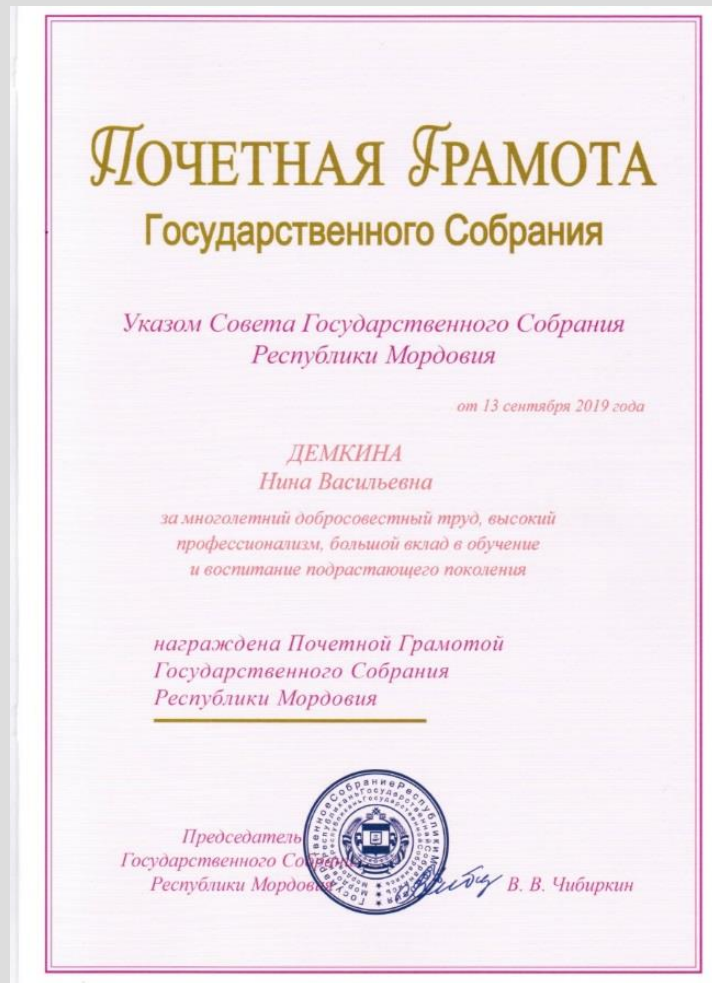 Почетная Грамота
Государственного Собрания
Указом Совета Государственного Собрания
Республики Мордовия
от 13 сентября 2019 года
ДЕМКИНА
Нина Васильевна
за многолетний добросовестный труд, высокий
профессионализм, большой вклад в обучение
и воспитание подрастающего поколения
награждена Почетной Грамотой
Государственного Собрания
Республики Мордовия
Председатель
Государственного Собрания
Республики Мордовия
В. В. Чибиркин